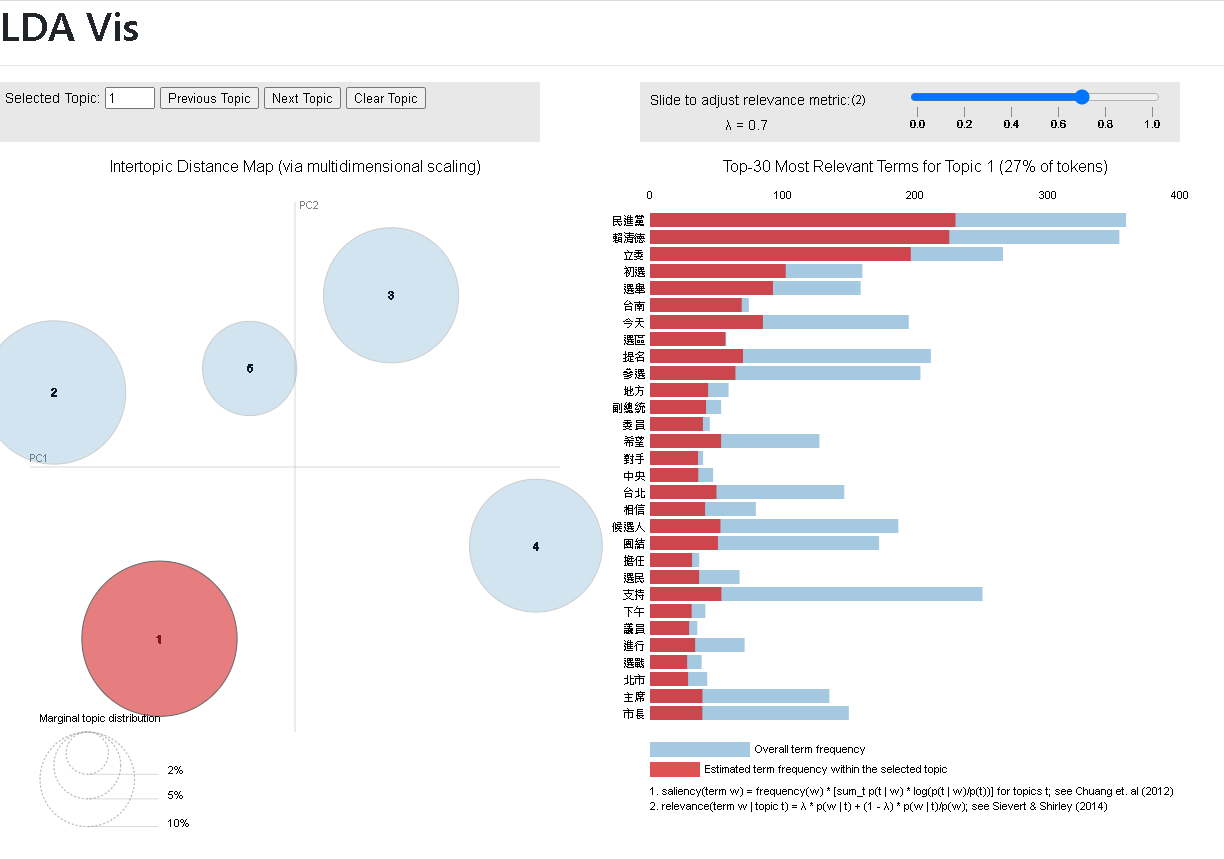 LDA Vis
Selected Topic: 1 Previous Topic Next Topic Clear Topic
Slide to adjust relevance metric:(2)
λ = 0.7
0.0 0.2 0.4 0.6 0.8 1.0
Intertopic Distance Map (via multidimensional scaling)
PC2
3
5
2
PC1
4
1
Marginal topic distribution
2%
5%
10%
Top-30 Most Relevant Terms for Topic 1 (27% of tokens)
0 100 200 300 400
民進黨
賴清德
立委
初選
選舉
台南
今天
選區
提名
參選
地方
副總統
委員
希望
對手
中央
台北
相信
候選人
團結
擔任
選民
支持
下午
議員
進行
選戰
北市
主席
市長
Overall term frequency
Estimated term frequency within the selected topic
1. saliency(term w) = frequency(w) * [sum_t p(t | w) * log(p(t | w)/p(t))] for topics t; see Chuang et. al (2012)
2. relevance(term w | topic t) = λ * p(w | t) + (1 - λ) * p(w | t)/p(w); see Sievert & Shirley (2014)